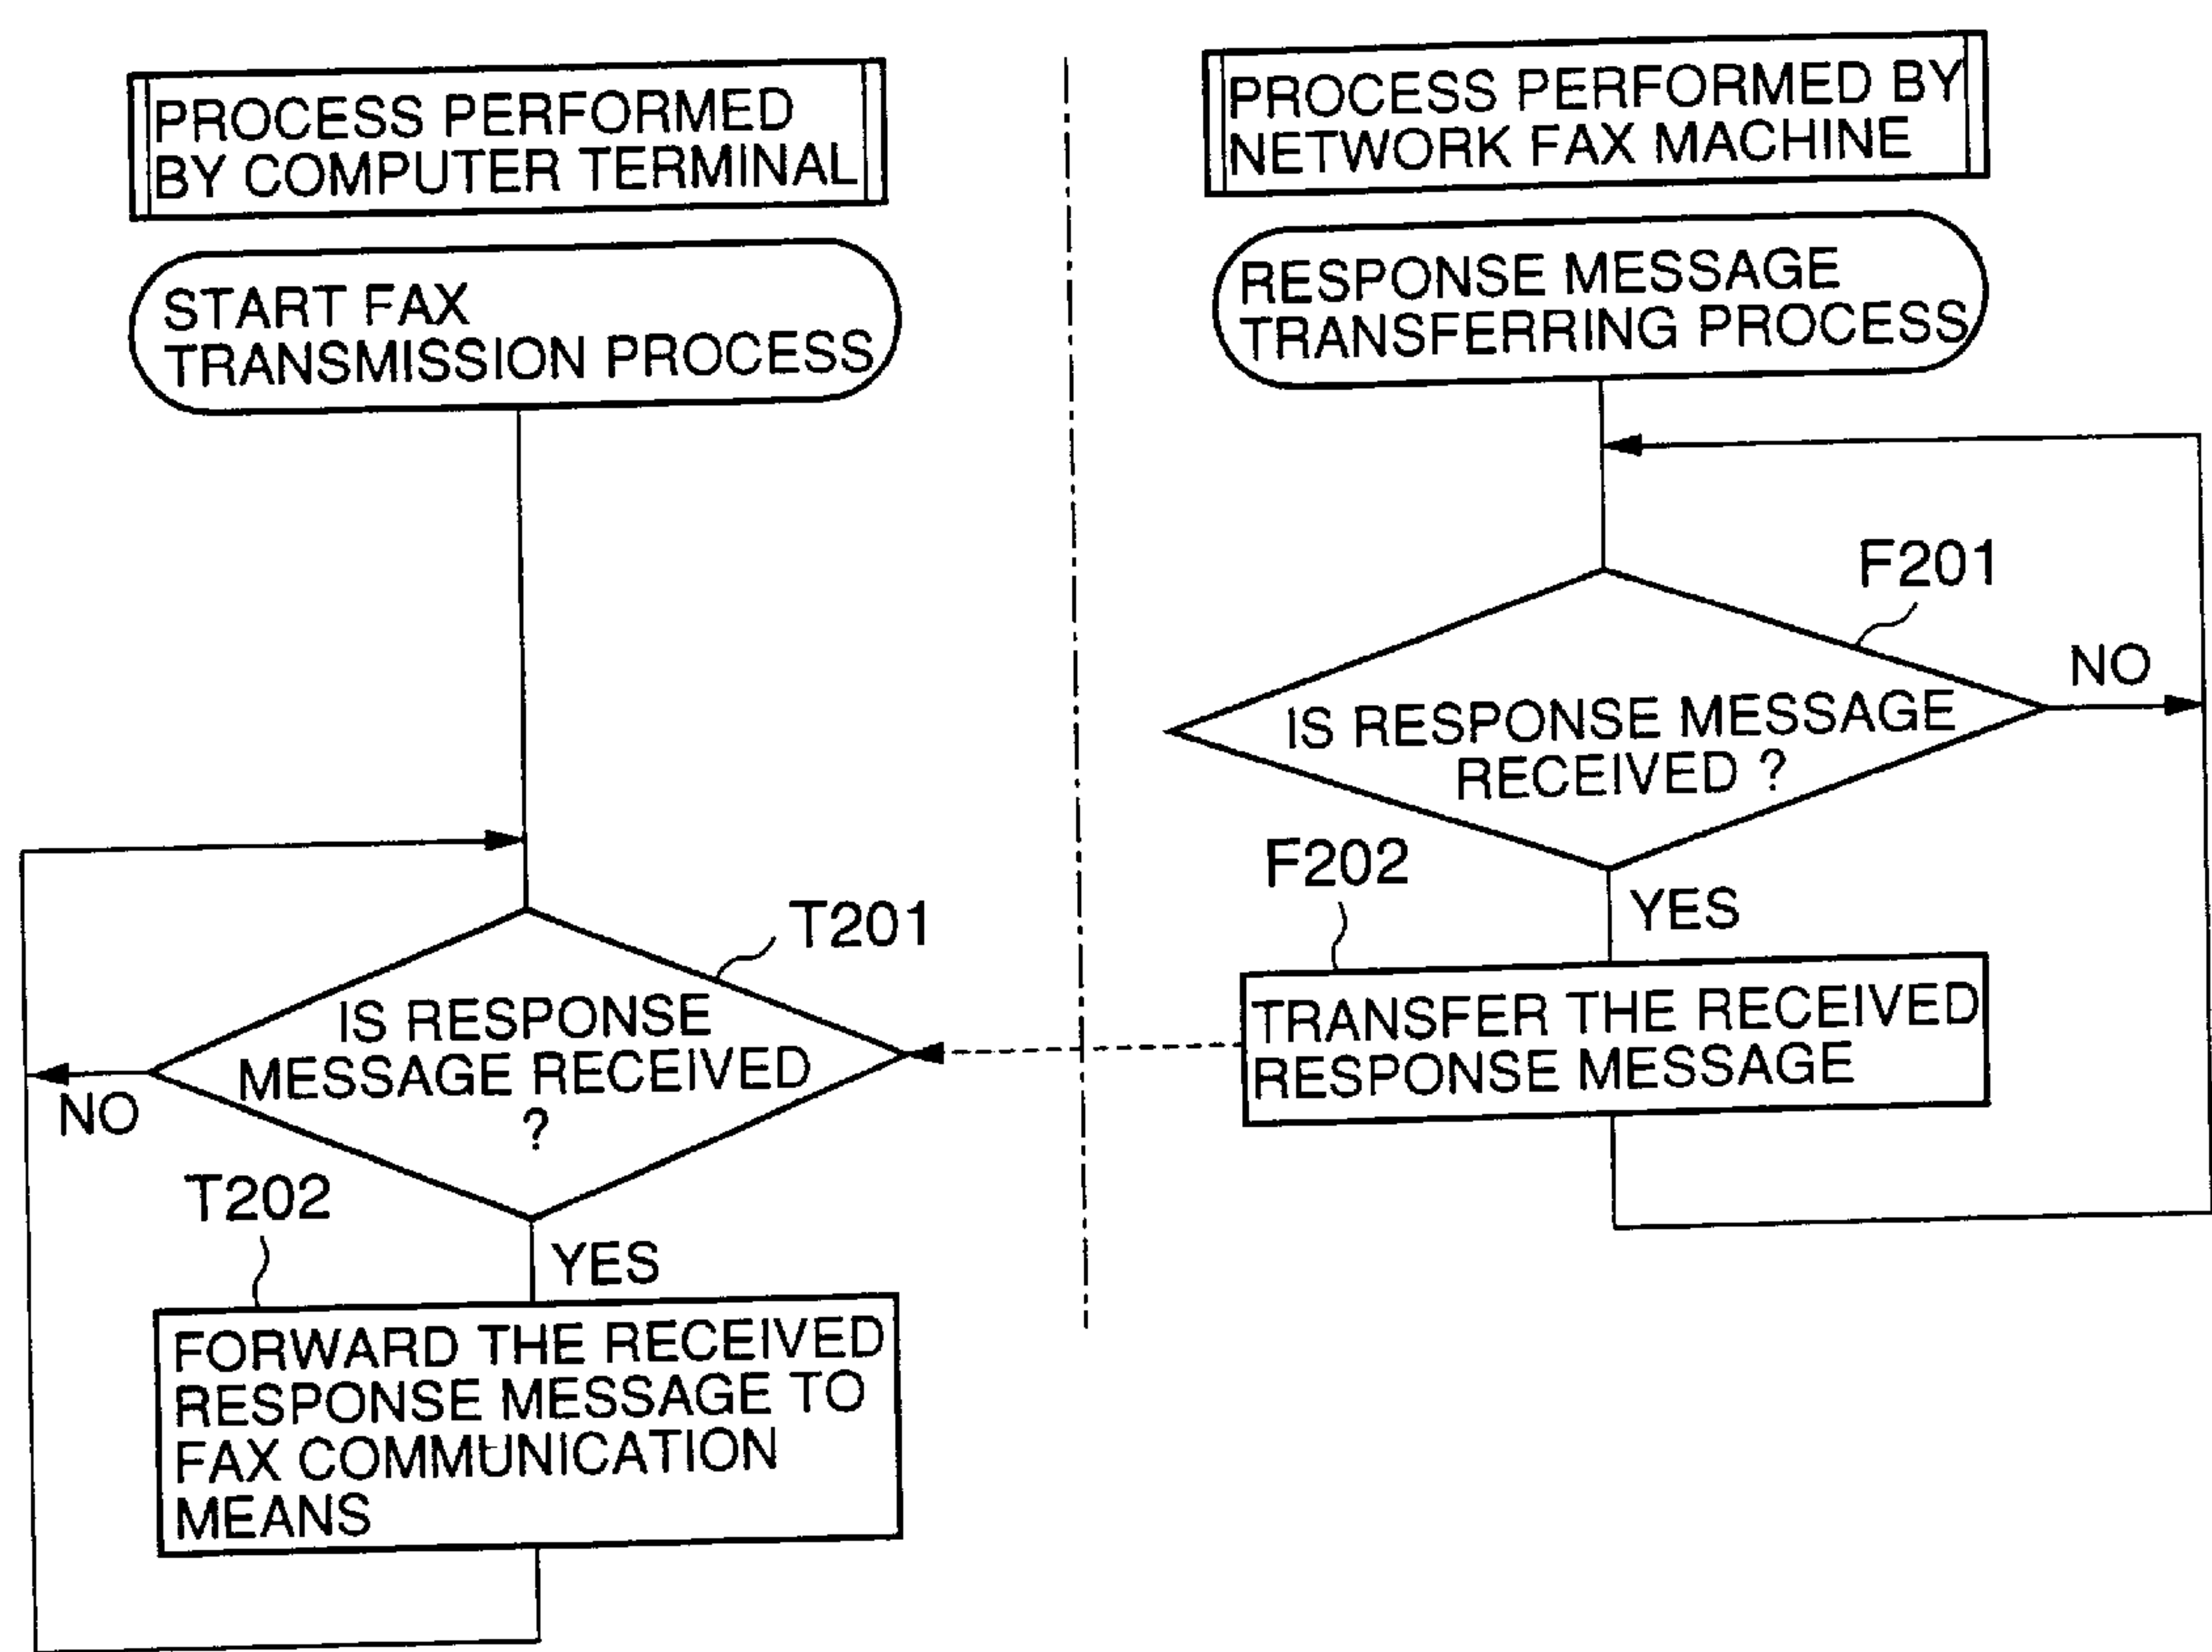 PROCESS PERFORMED
BY COMPUTER TERMINAL
START FAX
TRANSMISSION PROCESS
T201
IS RESPONSE
MESSAGE RECEIVED
?
NO
YES
T202
FORWARD THE RECEIVED
RESPONSE MESSAGE TO
FAX COMMUNICATION
MEANS
PROCESS PERFORMED BY
NETWORK FAX MACHINE
RESPONSE MESSAGE
TRANSFERRING PROCESS
F201
IS RESPONSE MESSAGE
RECEIVED ?
NO
YES
F202
TRANSFER THE RECEIVED
RESPONSE MESSAGE